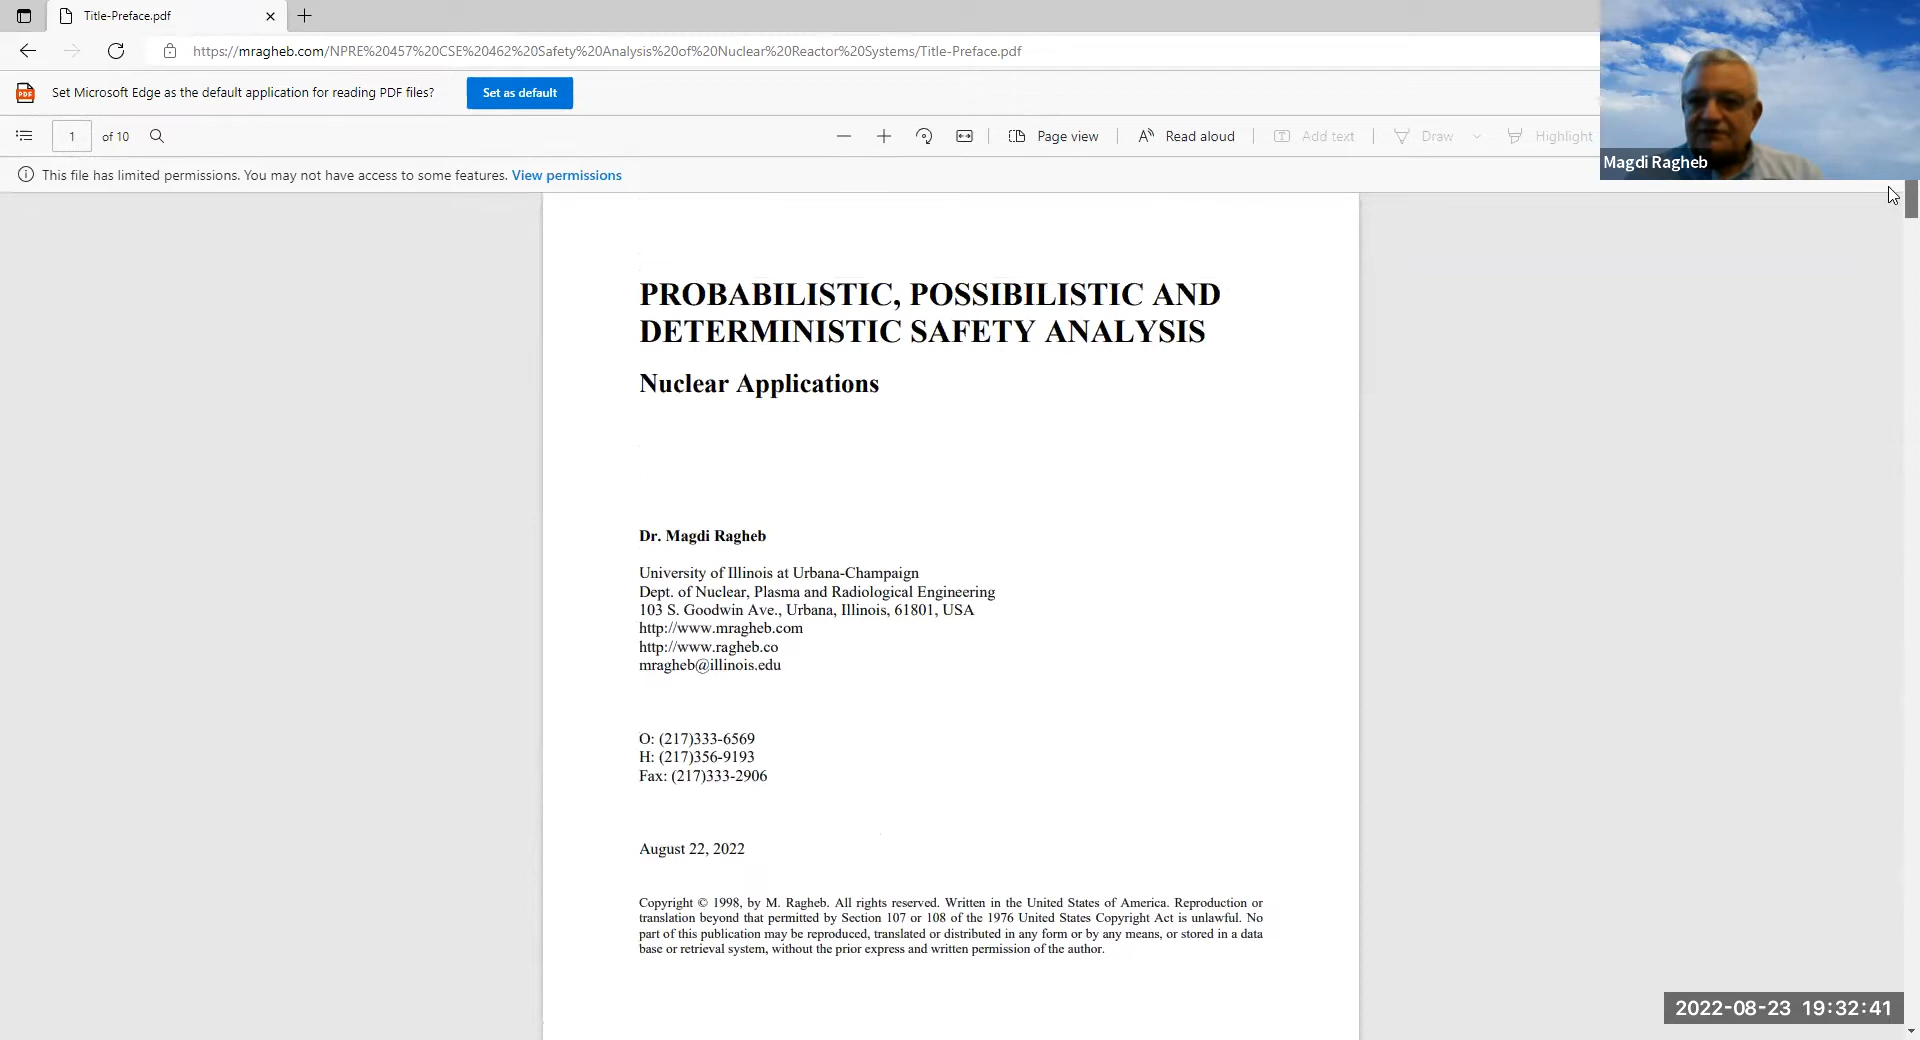 Title-Preface.pdf
https://mragheb.com/NPRE%20457%20CSE%20462%20Safety%20Analysis%20of%20Nuclear%20Reactor%20Systems/Title-Preface.pdf
Set Microsoft Edge as the default application for reading PDF files?
Set as default
1 of 10
Page view
Read aloud
Add text
Draw
Highlight
Magdi Ragheb
This file has limited permissions. You may not have access to some features. View permissions
PROBABILISTIC, POSSIBILISTIC AND
DETERMINISTIC SAFETY ANALYSIS
Nuclear Applications
Dr. Magdi Ragheb
University of Illinois at Urbana-Champaign
Dept. of Nuclear, Plasma and Radiological Engineering
103 S. Goodwin Ave., Urbana, Illinois, 61801, USA
http://www.mragheb.com
http://www.ragheb.co
mragheb@illinois.edu
O: (217)333-6569
H: (217)356-9193
Fax: (217)333-2906
August 22, 2022
Copyright © 1998, by M. Ragheb. All rights reserved. Written in the United States of America. Reproduction or
translation beyond that permitted by Section 107 or 108 of the 1976 United States Copyright Act is unlawful. No
part of this publication may be reproduced, translated or distributed in any form or by any means, or stored in a data
base or retrieval system, without the prior express and written permission of the author.
2022-08-23 19:32:41